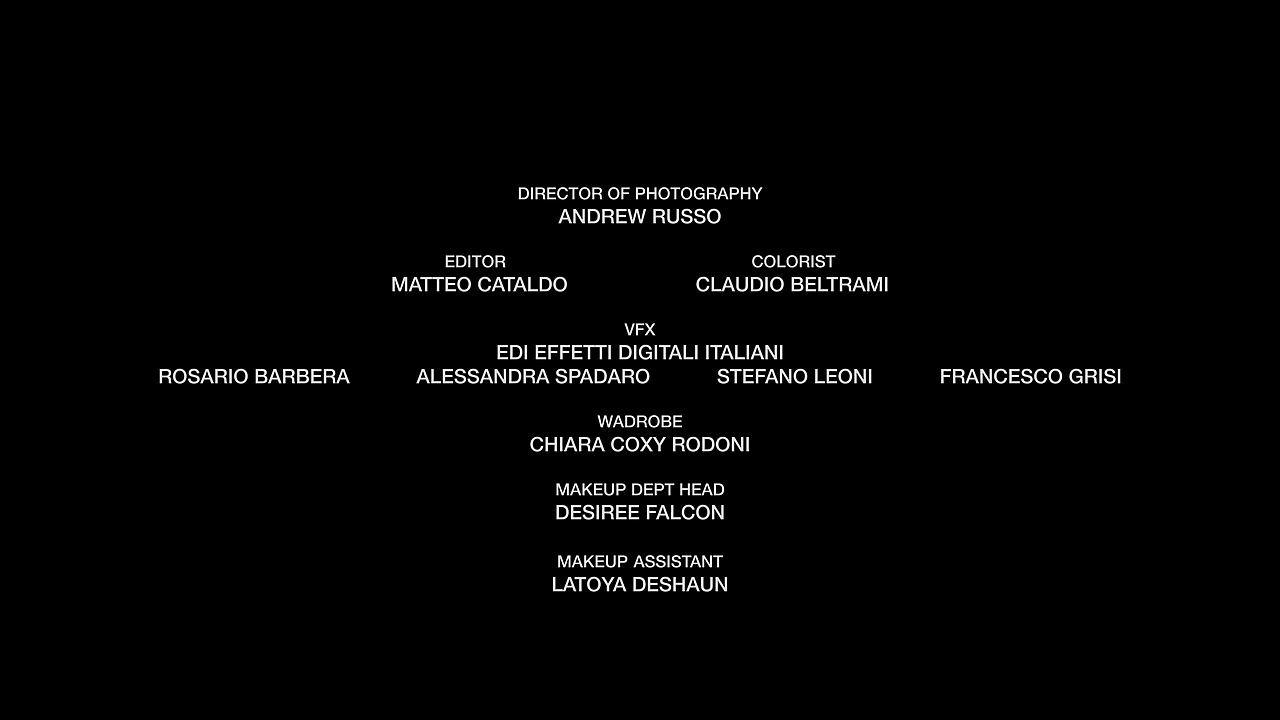 DIRECTOR OF PHOTOGRAPHY
ANDREW RUSSO
EDITOR COLORIST
MATTEO CATALDO CLAUDIO BELTRAMI
VFX
EDI EFFETTI DIGITALI ITALIANI
ROSARIO BARBERA ALESSANDRA SPADARO STEFANO LEONI FRANCESCO GRISI
WADROBE
CHIARA COXY RODONI
MAKEUP DEPT HEAD
DESIREE FALCON
MAKEUP ASSISTANT
LATOYA DESHAUN